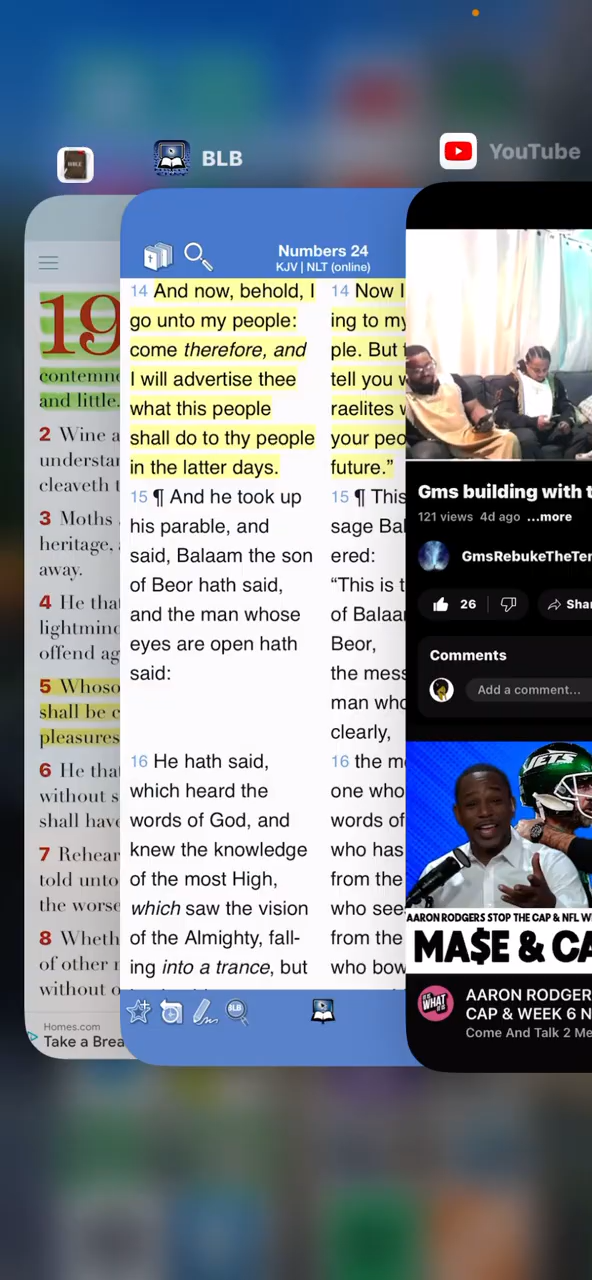 BIBLE
BLB
YouTube
19
contemne
and little.
2 Wine a
understan
cleaveth t
3 Moths
heritage, a
away.
4 He that
lightmind
offend ag
5 Whoso
shall be c
pleasures
6 He that
without s
shall have
7 Rehear
told unto
the worse
8 Wheth
of other n
without o
Homes.com
Take a Brea
Numbers 24
KJV | NLT (online)
14 And now, behold, I
go unto my people:
come therefore, and
I will advertise thee
what this people
shall do to thy people
in the latter days.
15 ¶ And he took up
his parable, and
said, Balaam the son
of Beor hath said,
and the man whose
eyes are open hath
said:
16 He hath said,
which heard the
words of God, and
knew the knowledge
of the most High,
which saw the vision
of the Almighty, fall-
ing into a trance, but
14 Now I
ing to my
ple. But
tell you w
raelites w
your peo
future.”
15 ¶ This
sage Bal
ered:
“This is t
of Balaa
Beor,
the mess
man who
clearly,
16 the m
one who
words of
who has
from the
who see
from the
who bow
BLB
Gms building with t
121 views 4d ago ...more
GmsRebukeTheTer
26
Shar
Comments
Add a comment...
JETS
AARON RODGERS STOP THE CAP & NFL W
MA$E & CA
IT IS WHAT IT IS
AARON RODGER
CAP & WEEK 6 N
Come And Talk 2 Me